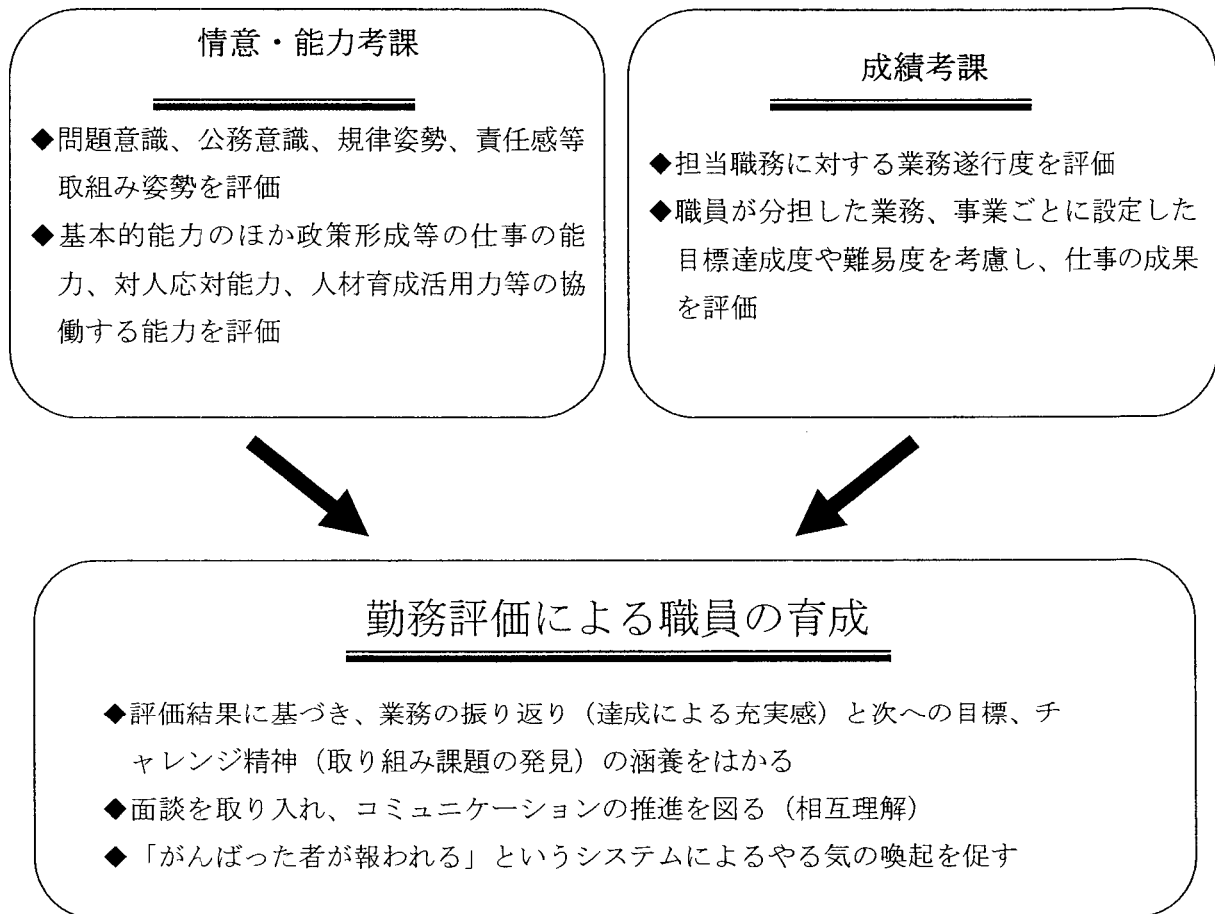 情意・能力考課
◆問題意識、公務意識、規律姿勢、責任感等
取組み姿勢を評価
◆基本的能力のほか政策形成等の仕事の能
力、対人応対能力、人材育成活用力等の協
働する能力を評価
成績考課
◆担当職務に対する業務遂行度を評価
◆職員が分担した業務、事業ごとに設定した
目標達成度や難易度を考慮し、仕事の成果
を評価
勤務評価による職員の育成
◆評価結果に基づき、業務の振り返り（達成による充実感）と次への目標、チ
ャレンジ精神（取り組み課題の発見）の涵養をはかる
◆面談を取り入れ、コミュニケーションの推進を図る（相互理解）
◆「がんばった者が報われる」というシステムによるやる気の喚起を促す